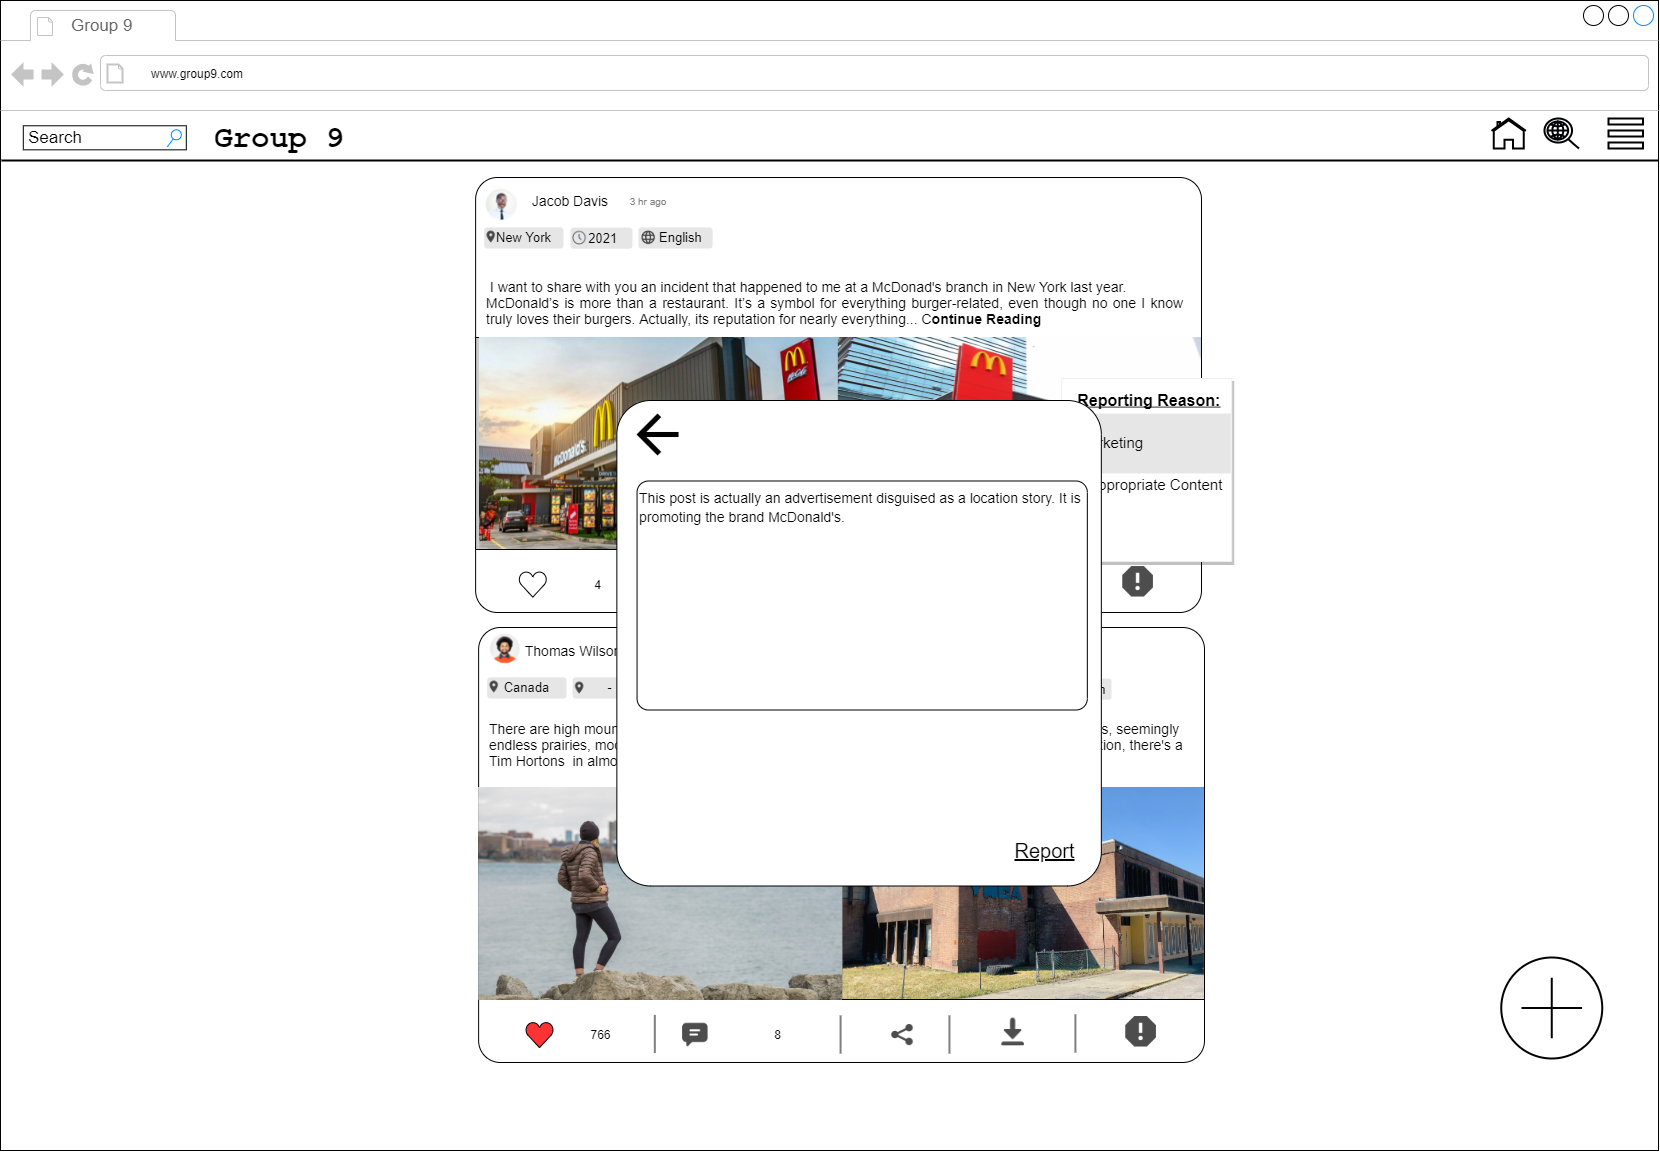 Group 9
www.group9.com
Search
Group 9
Jacob Davis 3 hr ago
New York 2021 English
I want to share with you an incident that happened to me at a McDonad's branch in New York last year.
McDonald's is more than a restaurant. It's a symbol for everything burger-related, even though no one I know
truly loves their burgers. Actually, its reputation for nearly everything... Continue Reading
McDonald's
Reporting Reason:
keting
ppropriate Content
This post is actually an advertisement disguised as a location story. It is
promoting the brand McDonald's.
4
Report
Thomas Wilson
Canada -
There are high moun s, seemingly
endless prairies, mo ion, there's a
Tim Hortons in almo
YMCA
766 8